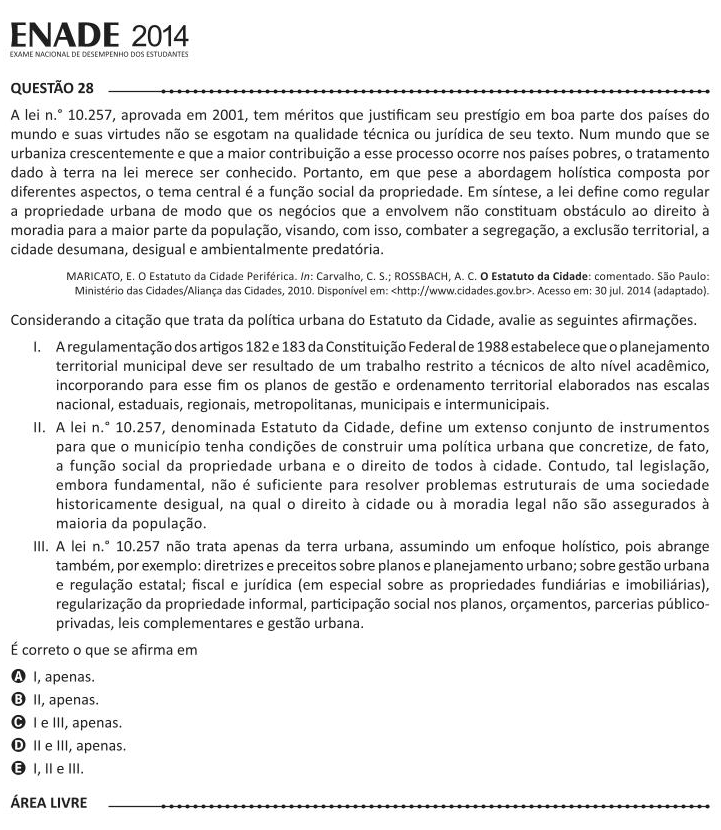 ENADE 2014
EXAME NACIONAL DE DESEMPENHO DOS ESTUDANTES
QUESTÃO 28
A lei n.° 10.257, aprovada em 2001, tem méritos que justificam seu prestígio em boa parte dos países do
mundo e suas virtudes não se esgotam na qualidade técnica ou jurídica de seu texto. Num mundo que se
urbaniza crescentemente e que a maior contribuição a esse processo ocorre nos países pobres, o tratamento
dado à terra na lei merece ser conhecido. Portanto, em que pese a abordagem holística composta por
diferentes aspectos, o tema central é a função social da propriedade. Em síntese, a lei define como regular
a propriedade urbana de modo que os negócios que a envolvem não constituam obstáculo ao direito à
moradia para a maior parte da população, visando, com isso, combater a segregação, a exclusão territorial, a
cidade desumana, desigual e ambientalmente predatória.
MARICATO, E. O Estatuto da Cidade Periférica. In: Carvalho, C. S.; ROSSBACH, A. C. O Estatuto da Cidade: comentado. São Paulo:
Ministério das Cidades/Aliança das Cidades, 2010. Disponível em: <http://www.cidades.gov.br>. Acesso em: 30 jul. 2014 (adaptado).
Considerando a citação que trata da política urbana do Estatuto da Cidade, avalie as seguintes afirmações.
I. A regulamentação dos artigos 182 e 183 da Constituição Federal de 1988 estabelece que o planejamento
territorial municipal deve ser resultado de um trabalho restrito a técnicos de alto nível acadêmico,
incorporando para esse fim os planos de gestão e ordenamento territorial elaborados nas escalas
nacional, estaduais, regionais, metropolitanas, municipais e intermunicipais.
II. A lei n.° 10.257, denominada Estatuto da Cidade, define um extenso conjunto de instrumentos
para que o município tenha condições de construir uma política urbana que concretize, de fato,
a função social da propriedade urbana e o direito de todos à cidade. Contudo, tal legislação,
embora fundamental, não é suficiente para resolver problemas estruturais de uma sociedade
historicamente desigual, na qual o direito à cidade ou à moradia legal não são assegurados à
maioria da população.
III. A lei n.° 10.257 não trata apenas da terra urbana, assumindo um enfoque holístico, pois abrange
também, por exemplo: diretrizes e preceitos sobre planos e planejamento urbano; sobre gestão urbana
e regulação estatal; fiscal e jurídica (em especial sobre as propriedades fundiárias e imobiliárias),
regularização da propriedade informal, participação social nos planos, orçamentos, parcerias público-
privadas, leis complementares e gestão urbana.
É correto o que se afirma em
A I, apenas.
B II, apenas.
C I e III, apenas.
D II e III, apenas.
E I, II e III.
ÁREA LIVRE